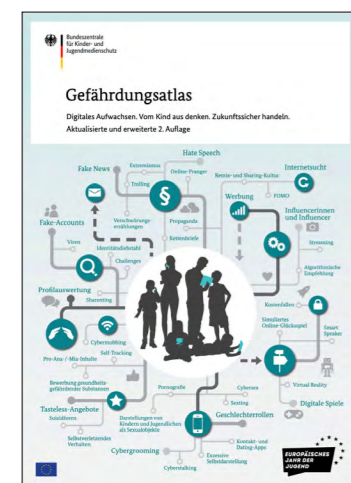 Bundeszentrale
für Kinder- und
Jugendmedienschutz
Gefährdungsatlas
Digitales Aufwachsen. Vom Kind aus denken. Zukunftssicher handeln.
Aktualisierte und erweiterte 2. Auflage
Hate Speech
Fake News
Extremismus
Online-Pranger
Internetsucht
Trolling
Remix- und Sharing-Kultur
Werbung
FOMO
Verschwörungs-
erzählungen
Propaganda
Influencerinnen
und Influencer
Fake-Accounts
Kettenbriefe
Viren
Identitätsdiebstahl
Streaming
Challenges
Algorithmische
Empfehlung
Profilauswertung
Sharenting
Kostenfallen
Simuliertes
Online-Glücksspiel
Smart
Speaker
Cybermobbing
Self-Tracking
Pro-Ana-/Mia-Inhalte
Virtual Reality
Bewerbung gesundheits-
gefährdender Substanzen
Pornografie
Cybersex
Digitale Spiele
Tasteless-Angebote
Sexting
Suizidforen
Darstellungen von
Kindern und Jugendlichen
als Sexualobjekte
Geschlechterrollen
Selbstverletzendes
Verhalten
Kontakt- und
Dating-Apps
Cybergrooming
Exzessive
Selbstdarstellung
Cyberstalking
EUROPÄISCHES
JAHR DER
JUGEND